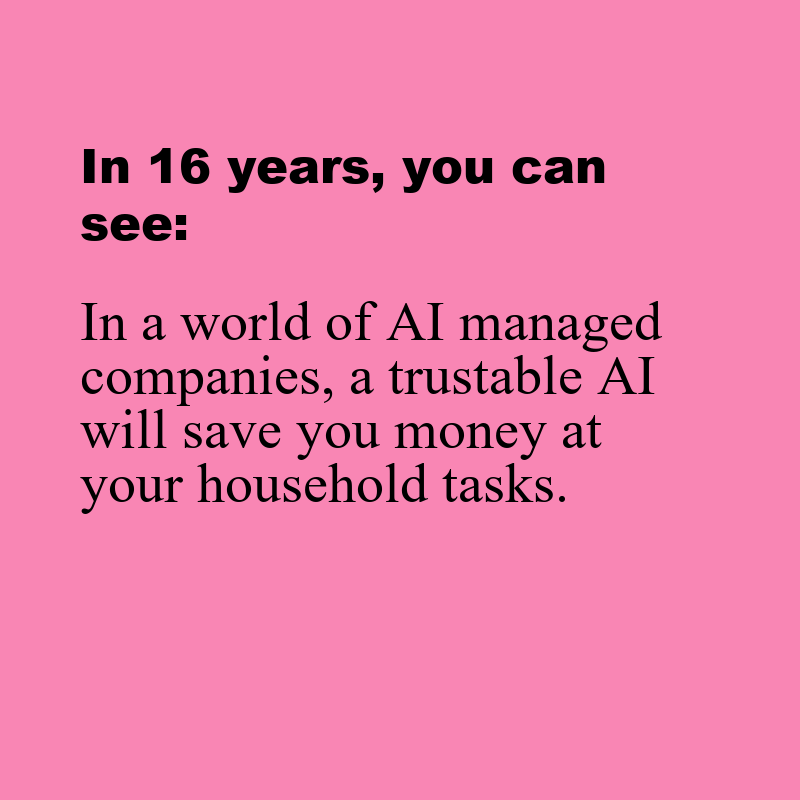 In 16 years, you can
see:
In a world of AI managed
companies, a trustable AI
will save you money at
your household tasks.